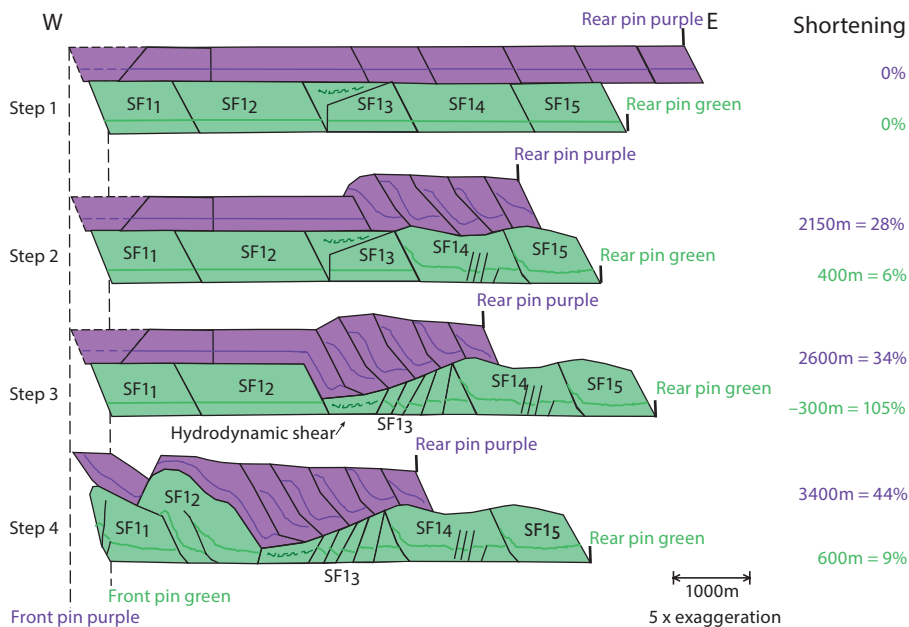 W
Rear pin purple
E
Shortening
0%
Step 1
SF11
SF12
SF13
SF14
SF15
Rear pin green
0%
Rear pin purple
2150m = 28%
Step 2
SF11
SF12
SF13
SF14
SF15
Rear pin green
400m = 6%
Rear pin purple
2600m = 34%
Step 3
SF11
SF12
SF14
SF15
Rear pin green
–300m = 105%
Hydrodynamic shear
SF13
Rear pin purple
3400m = 44%
Step 4
SF11
SF12
SF14
SF15
Rear pin green
600m = 9%
SF13
Front pin green
1000m
Front pin purple
5 x exaggeration